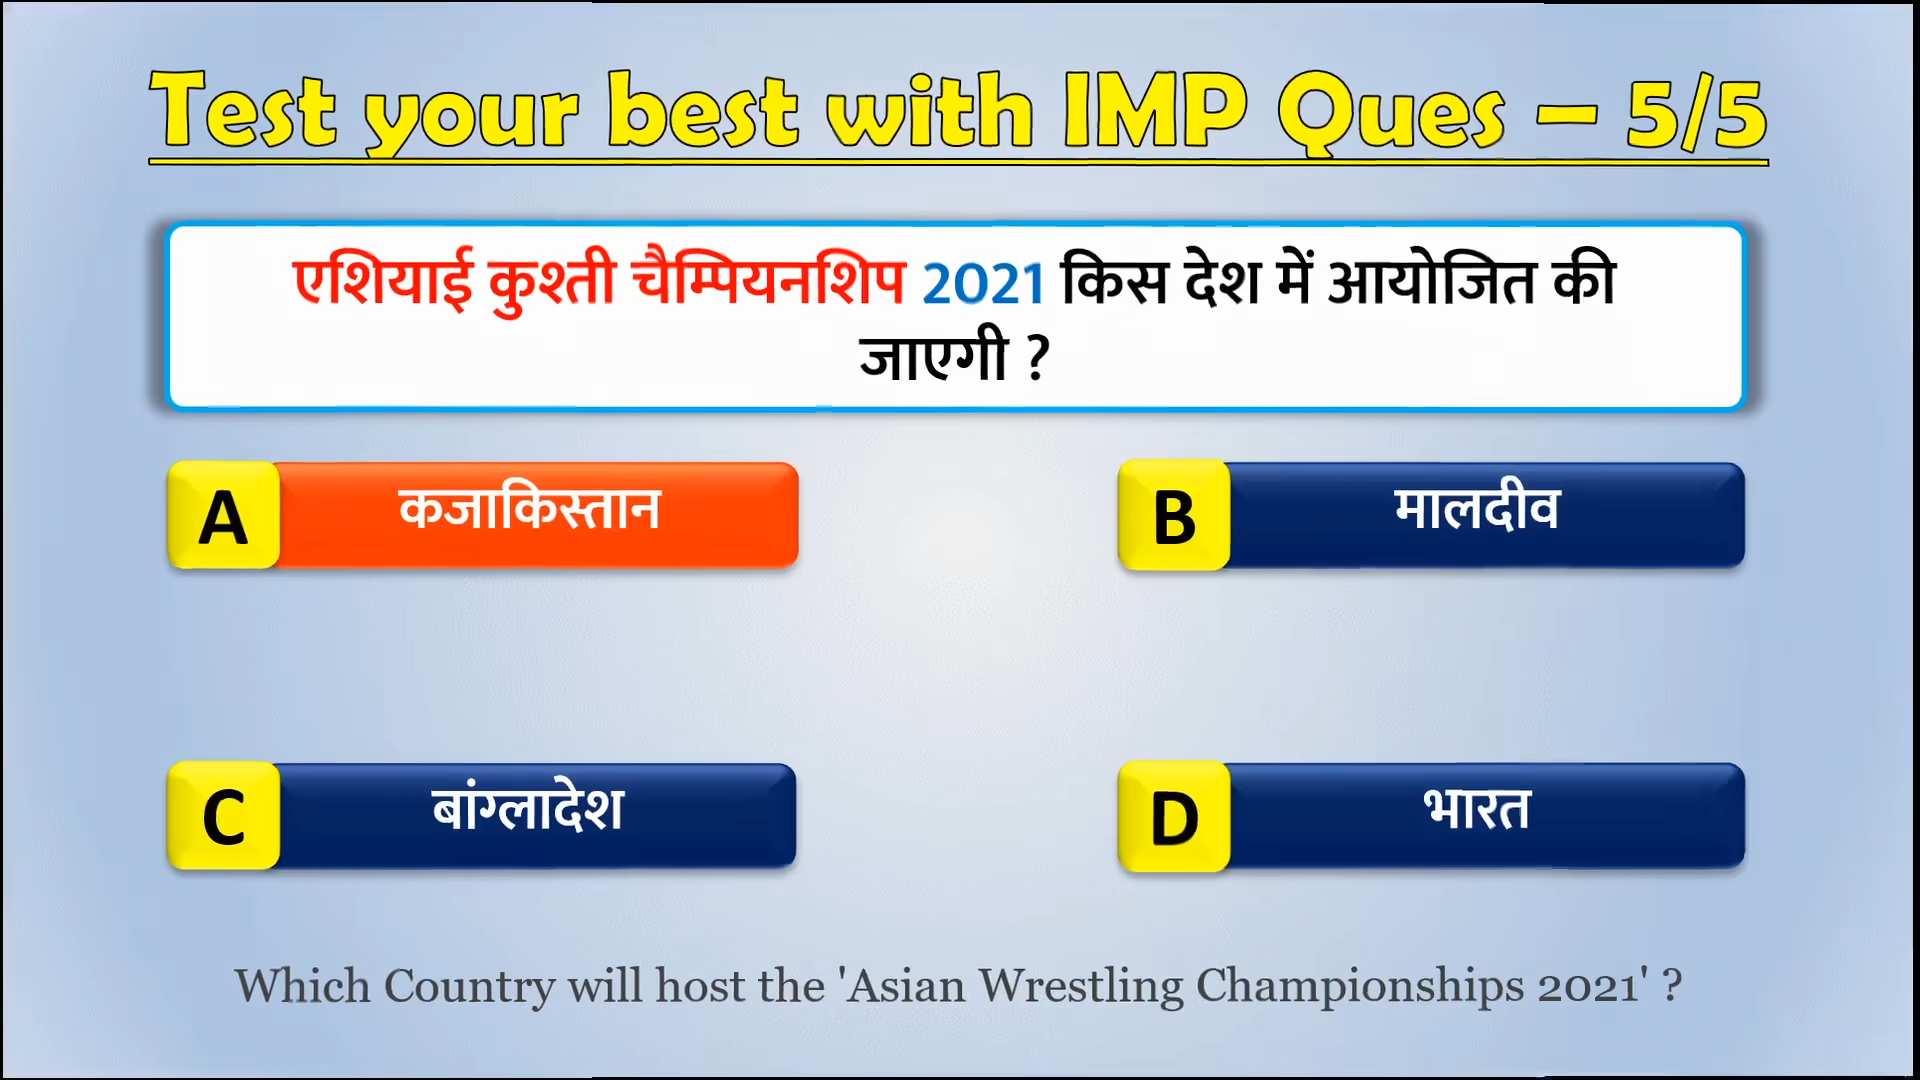 Test your best with IMP Ques – 5/5
एशियाई कुश्ती चैम्पियनशिप 2021 किस देश में आयोजित की
जाएगी ?
A कजाकिस्तान
B मालदीव
C बांग्लादेश
D भारत
Which Country will host the 'Asian Wrestling Championships 2021' ?